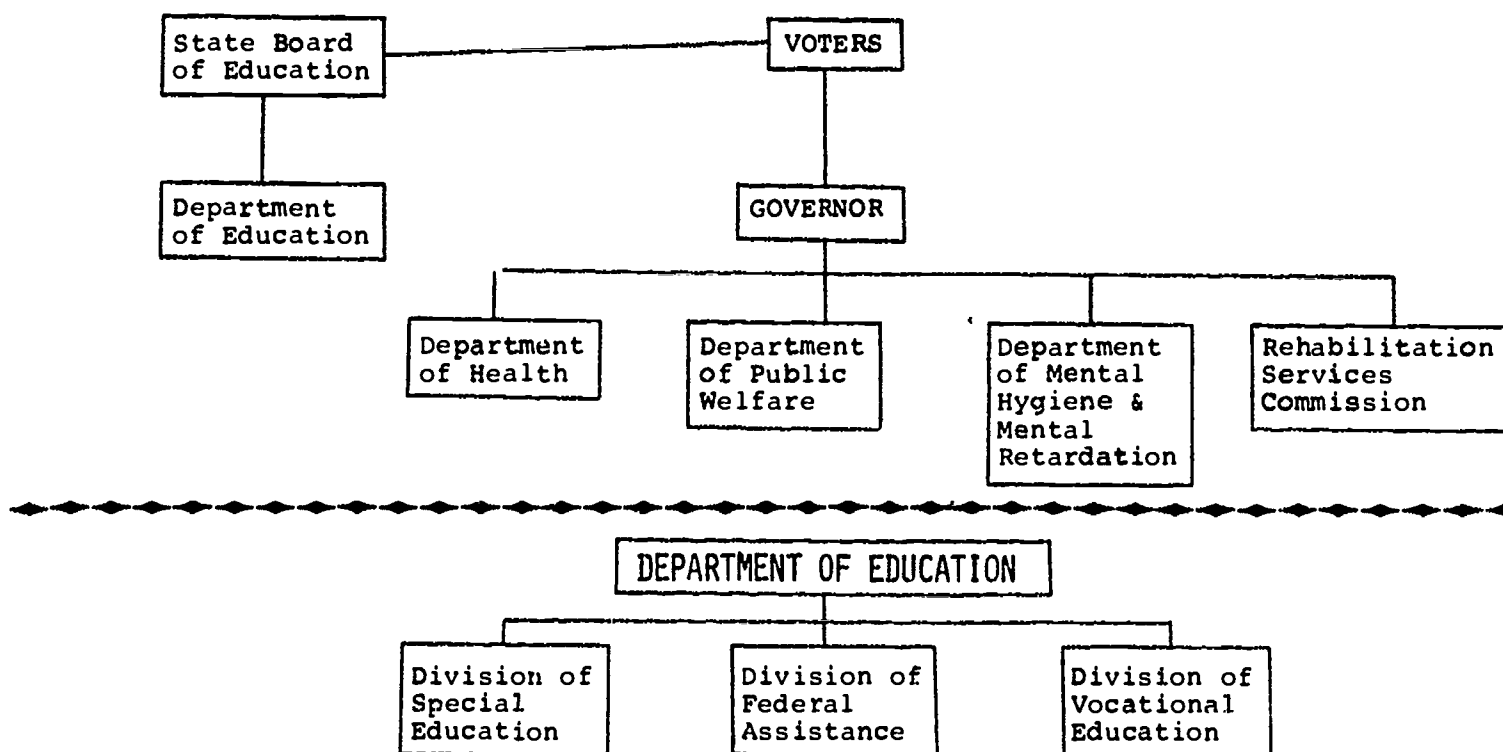 State Board
of Education
VOTERS
Department
of Education
GOVERNOR
Department
of Health
Department
of Public
Welfare
Department
of Mental
Hygiene &
Mental
Retardation
Rehabilitation
Services
Commission
DEPARTMENT OF EDUCATION
Division of
Special
Education
Division of
Federal
Assistance
Division of
Vocational
Education